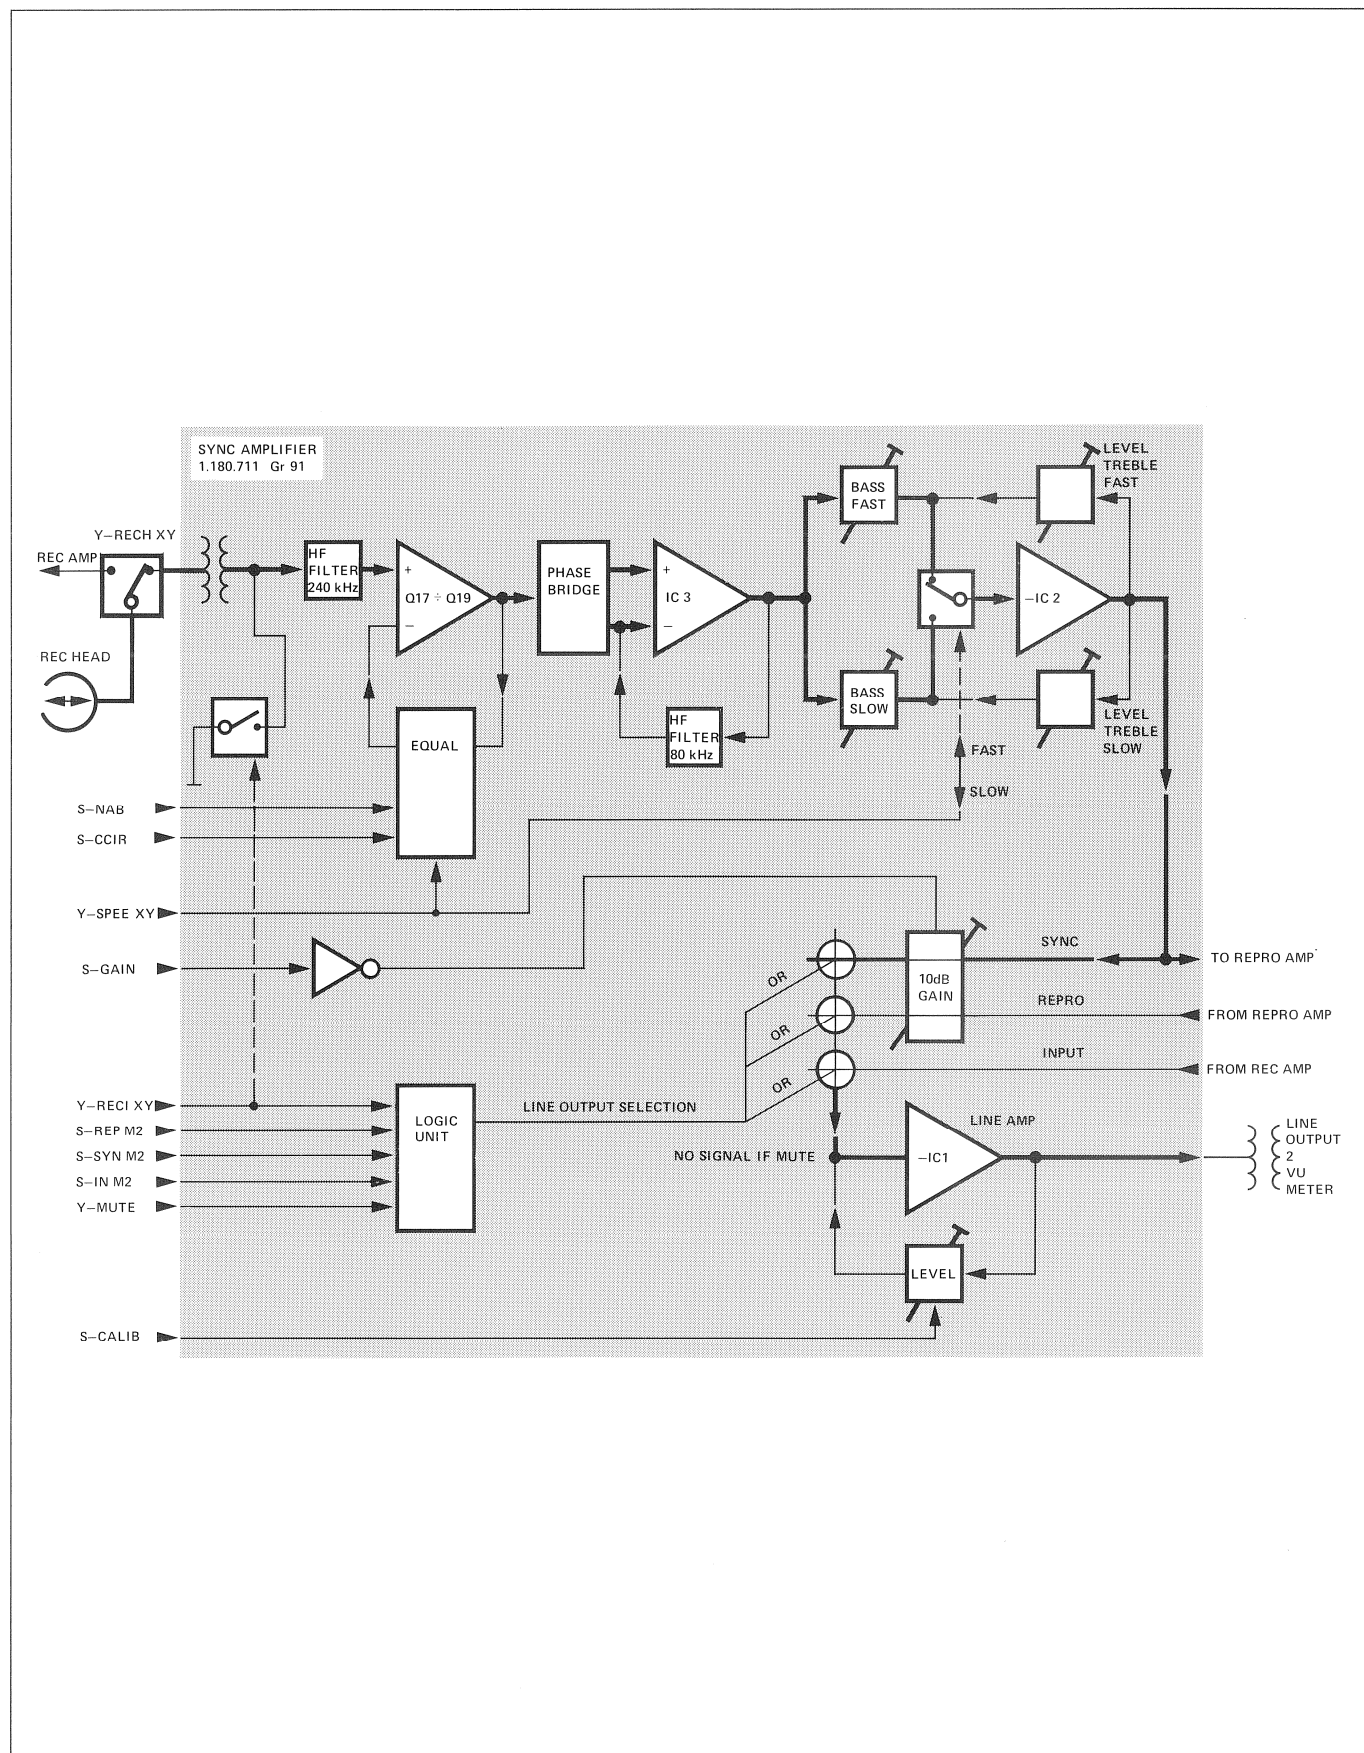 SYNC AMPLIFIER
1.180.711 Gr 91
LEVEL
TREBLE
FAST
BASS
FAST
Y–RECH XY
REC AMP
HF
FILTER
240 kHz
+
Q17 ÷ Q19
–
PHASE
BRIDGE
+
IC 3
–
–IC 2
REC HEAD
BASS
SLOW
LEVEL
TREBLE
SLOW
EQUAL
HF
FILTER
80 kHz
FAST
SLOW
S–NAB
S–CCIR
Y–SPEE XY
S–GAIN
SYNC
TO REPRO AMP
OR
10dB
GAIN
REPRO
FROM REPRO AMP
OR
INPUT
FROM REC AMP
OR
Y–RECI XY
S–REP M2
S–SYN M2
S–IN M2
Y–MUTE
LOGIC
UNIT
LINE OUTPUT SELECTION
LINE AMP
NO SIGNAL IF MUTE
–IC1
LINE
OUTPUT
2
VU
METER
LEVEL
S–CALIB